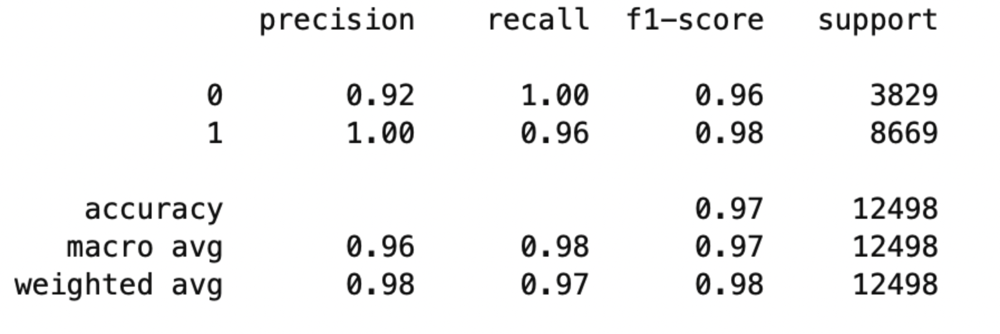 precision recall f1-score support
0 0.92 1.00 0.96 3829
1 1.00 0.96 0.98 8669
accuracy 0.97 12498
macro avg 0.96 0.98 0.97 12498
weighted avg 0.98 0.97 0.98 12498